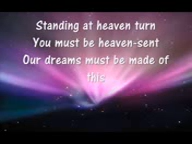 Standing at heaven turn
You must be heaven-sent
Our dreams must be made of
this